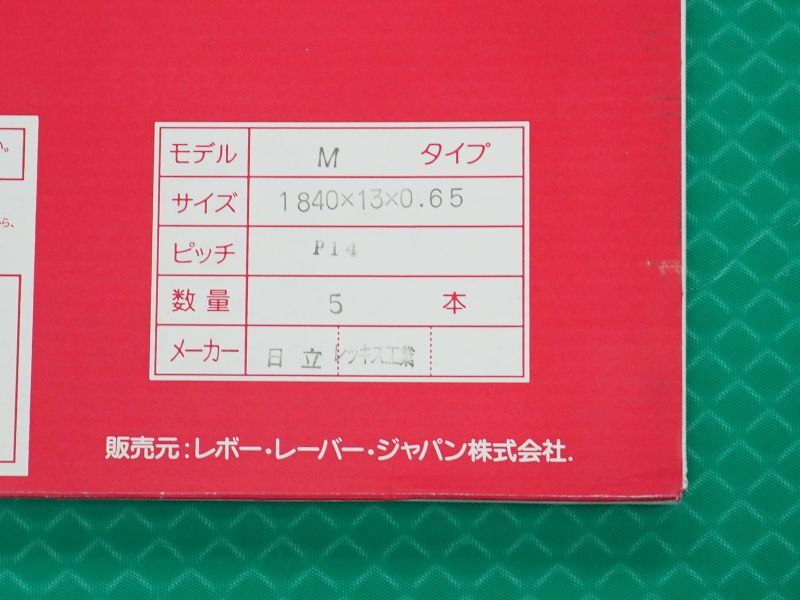 い。
ら、
モデル M タイプ
サイズ 1840×13×0.65
ピッチ P14
数量 5 本
メーカー 日立 レッキス工業
販売元:レボー・レーバー・ジャパン株式会社.